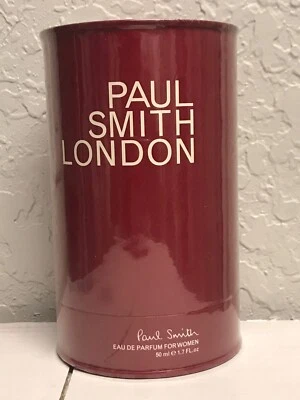 PAUL
SMITH
LONDON
Paul Smith
EAU DE PARFUM FOR WOMEN
50 ml e 1.7 FL.oz